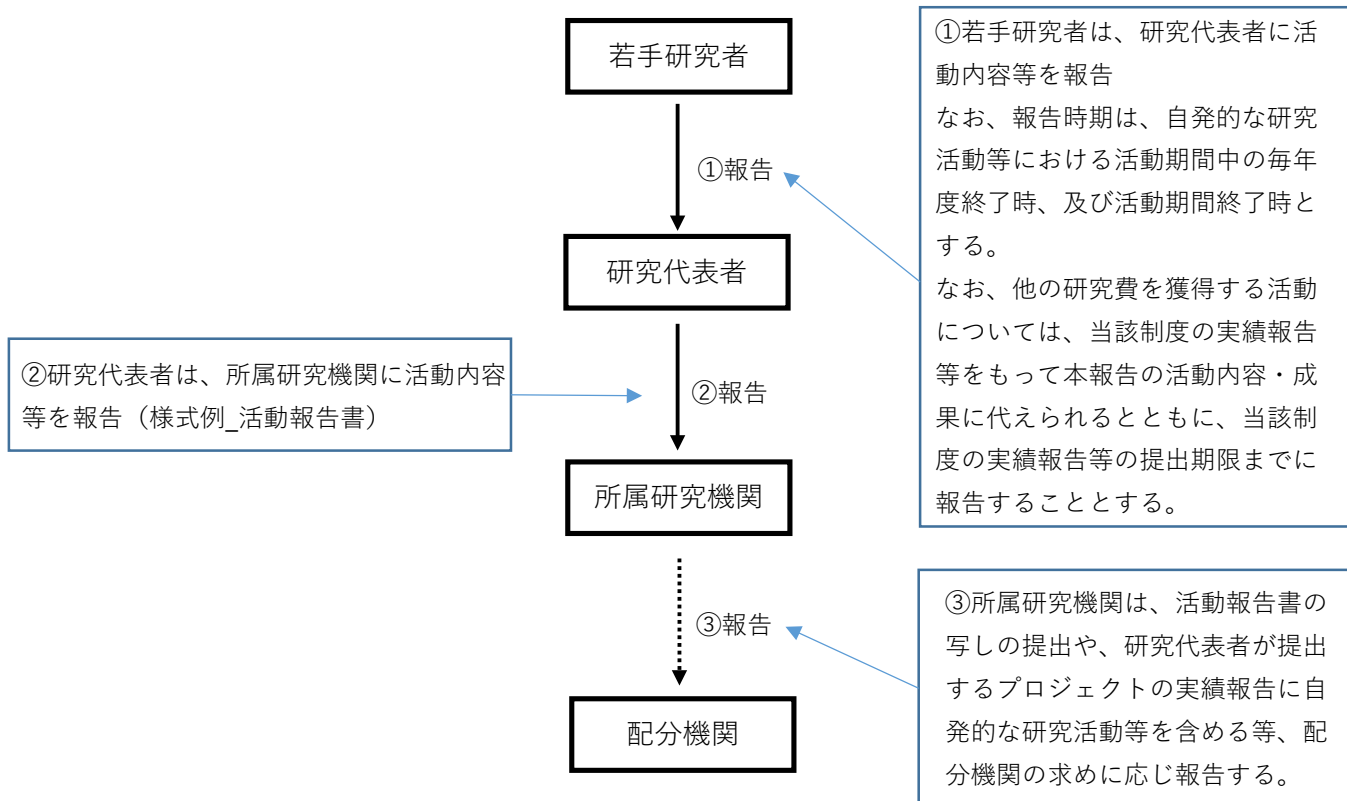 若手研究者
①報告
研究代表者
②報告
所属研究機関
③報告
配分機関
①若手研究者は、研究代表者に活
動内容等を報告
なお、報告時期は、自発的な研究
活動等における活動期間中の毎年
度終了時、及び活動期間終了時と
する。
なお、他の研究費を獲得する活動
については、当該制度の実績報告
等をもって本報告の活動内容・成
果に代えられるとともに、当該制
度の実績報告等の提出期限までに
報告することとする。
②研究代表者は、所属研究機関に活動内容
等を報告（様式例_活動報告書）
③所属研究機関は、活動報告書の
写しの提出や、研究代表者が提出
するプロジェクトの実績報告に自
発的な研究活動等を含める等、配
分機関の求めに応じ報告する。